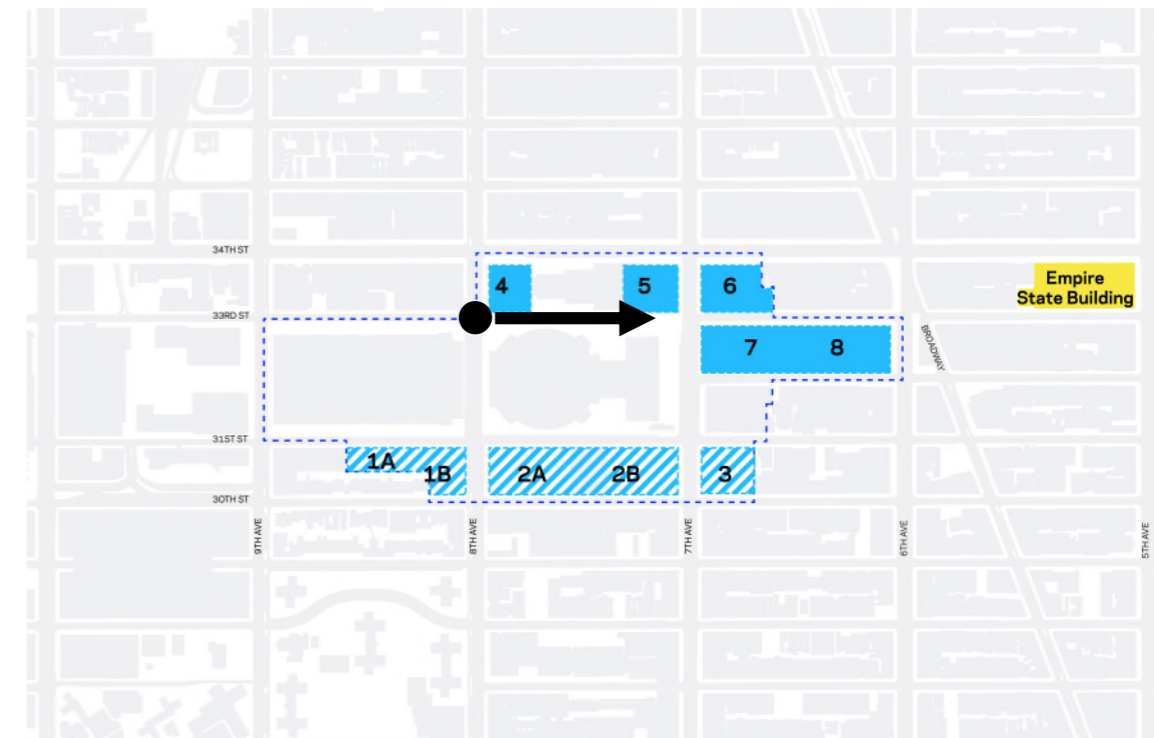 34TH ST
4
5
6
Empire
State Building
33RD ST
7
8
BROADWAY
31ST ST
1A
1B
2A
2B
3
30TH ST
9TH AVE
8TH AVE
7TH AVE
6TH AVE
5TH AVE